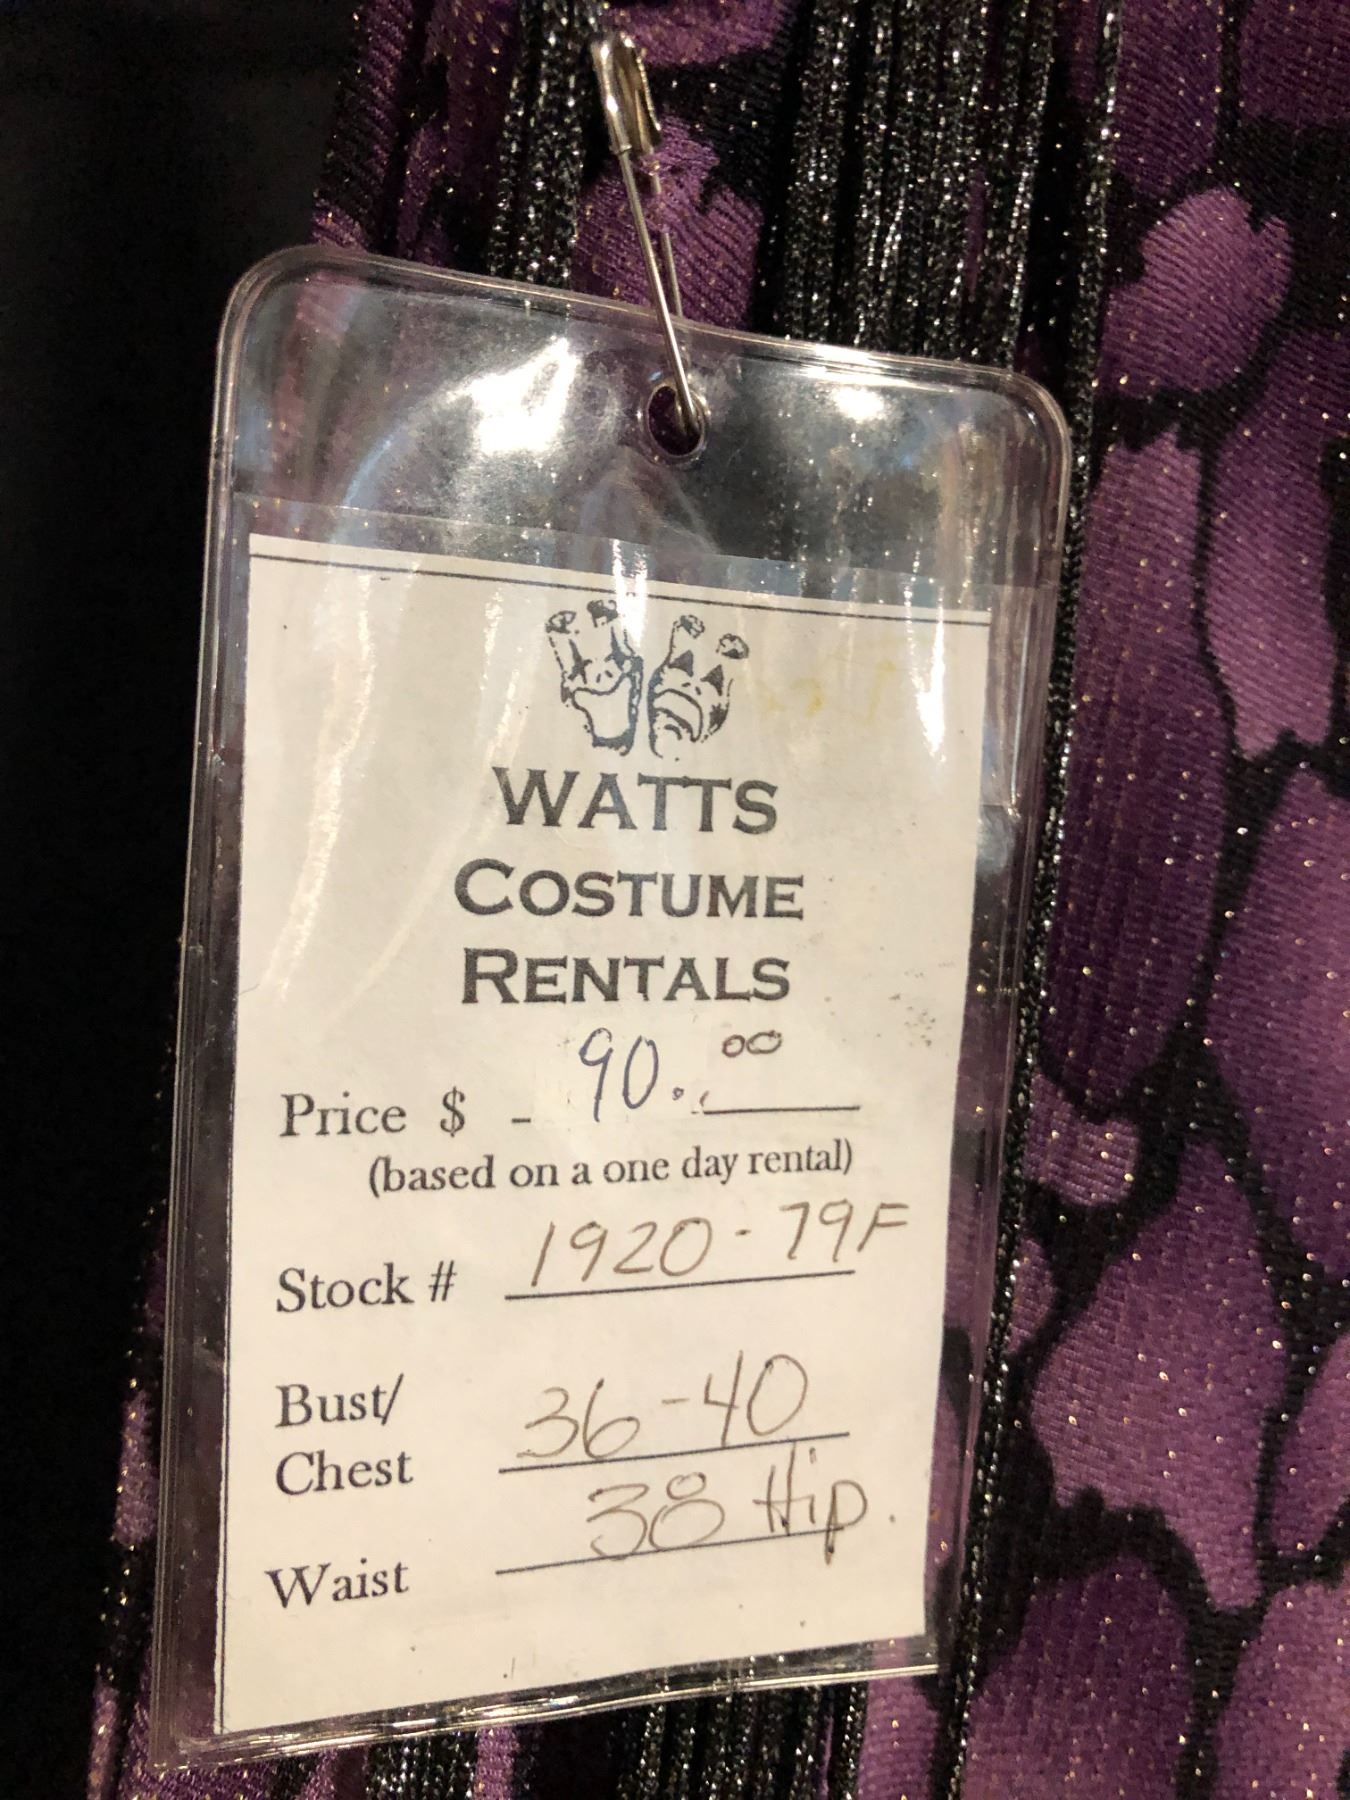 WATTS
COSTUME
RENTALS
Price $ - 90.00
(based on a one day rental)
Stock # 1920-79F
Bust/
Chest 36-40
Waist 38 Hip.